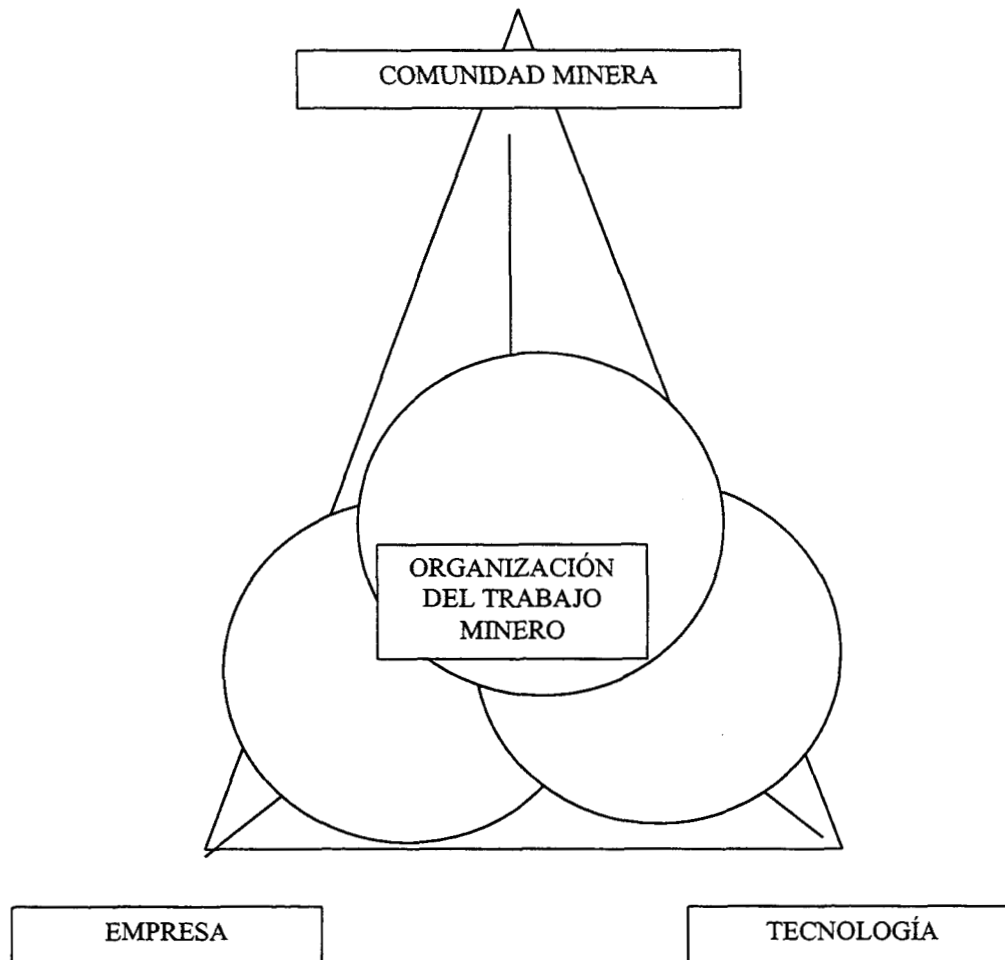 COMUNIDAD MINERA
ORGANIZACIÓN
DEL TRABAJO
MINERO
EMPRESA
TECNOLOGÍA